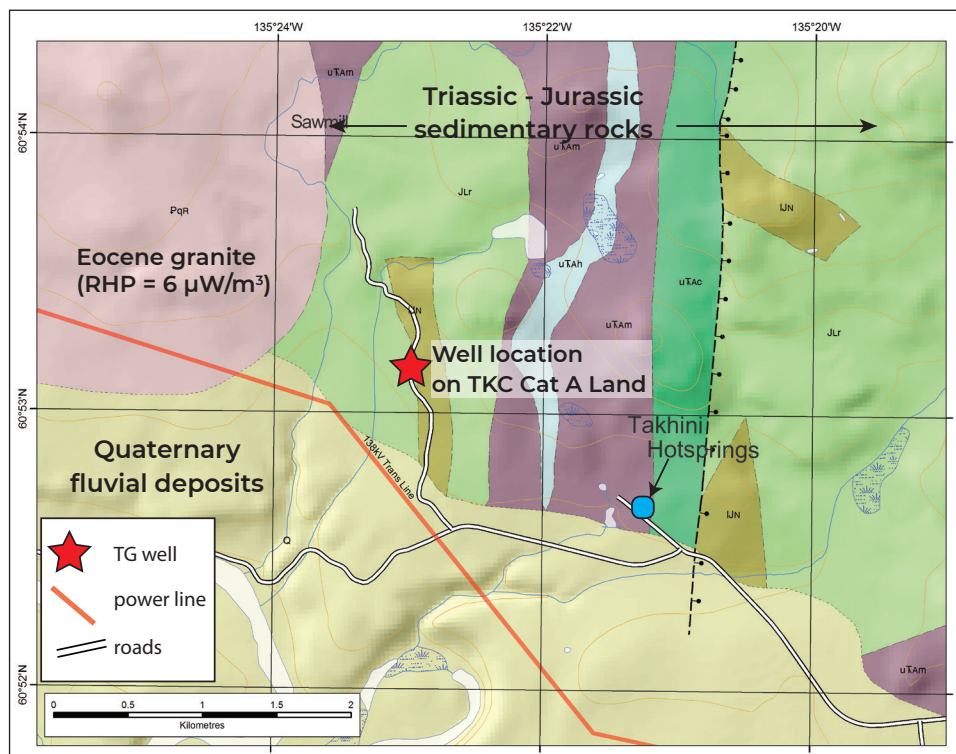 135°24'W
135°22'W
135°20'W
60°54'N
60°53'N
60°52'N
uTAm
Triassic - Jurassic
sedimentary rocks
Sawmill
uTAm
JLr
PqR
lJN
Eocene granite
(RHP = 6 µW/m³)
uTAh
uTAc
lJN
uTAm
JLr
Well location
on TKC Cat A Land
Takhini
Hotsprings
Quaternary
fluvial deposits
138kV Trans Line
lJN
Q
TG well
power line
roads
uTAm
0 0.5 1 1.5 2
Kilometres